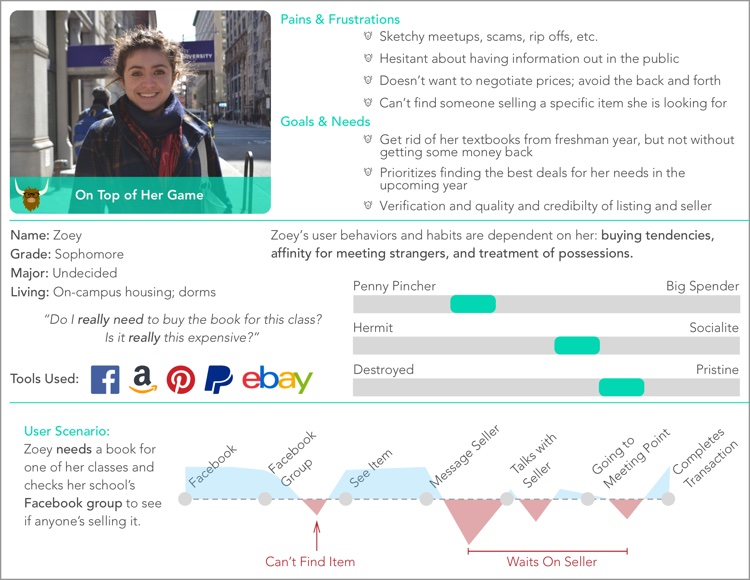 VERSITY
On Top of Her Game
Pains & Frustrations
Sketchy meetups, scams, rip offs, etc.
Hesitant about having information out in the public
Doesn't want to negotiate prices; avoid the back and forth
Can't find someone selling a specific item she is looking for
Goals & Needs
Get rid of her textbooks from freshman year, but not without
getting some money back
Prioritizes finding the best deals for her needs in the
upcoming year
Verification and quality and credibilty of listing and seller
Name: Zoey
Grade: Sophomore
Major: Undecided
Living: On-campus housing; dorms
"Do I really need to buy the book for this class?
Is it really this expensive?"
Tools Used:
ebay
Zoey's user behaviors and habits are dependent on her: buying tendencies,
affinity for meeting strangers, and treatment of possessions.
Penny Pincher Big Spender
Hermit Socialite
Destroyed Pristine
User Scenario:
Zoey needs a book for
one of her classes and
checks her school's
Facebook group to see
if anyone's selling it.
Facebook
Facebook
Group
See Item
Message Seller
Talks with
Seller
Going to
Meeting Point
Completes
Transaction
Can't Find Item
Waits On Seller